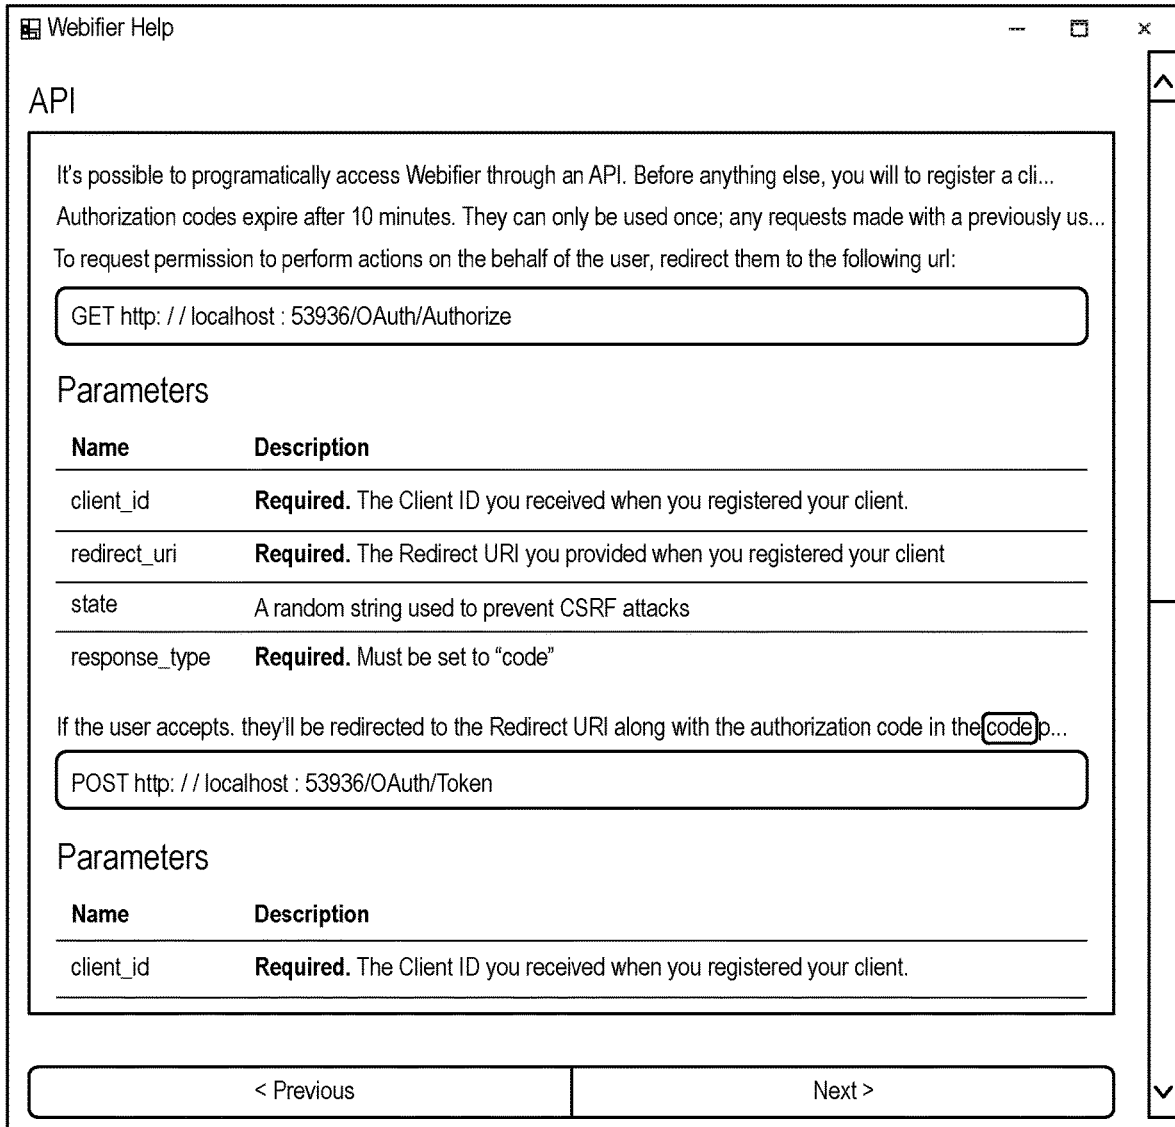 Webifier Help
API
It's possible to programatically access Webifier through an API. Before anything else, you will to register a cli...
Authorization codes expire after 10 minutes. They can only be used once; any requests made with a previously us...
To request permission to perform actions on the behalf of the user, redirect them to the following url:
GET http: / / localhost : 53936/OAuth/Authorize
Parameters
Name Description
client_id Required. The Client ID you received when you registered your client.
redirect_uri Required. The Redirect URI you provided when you registered your client
state A random string used to prevent CSRF attacks
response_type Required. Must be set to “code”
If the user accepts. they'll be redirected to the Redirect URI along with the authorization code in the code p...
POST http: / / localhost : 53936/OAuth/Token
Parameters
Name Description
client_id Required. The Client ID you received when you registered your client.
< Previous Next >